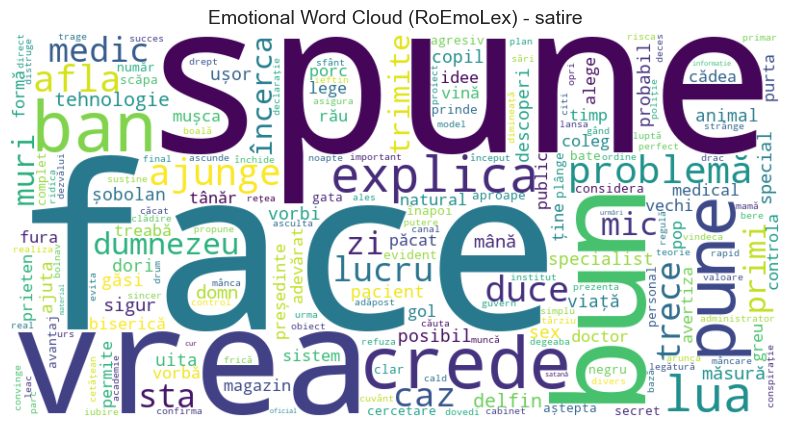 Emotional Word Cloud (RoEmoLex) - satire
spune
face
vrea
bun
ban
crede
pune
explica
problemă
ajunge
lua
medic
afla
muri
încerca
trimite
lucru
zi
mic
duce
caz
sta
trece
primi
dumnezeu
tehnologie
formă
direct
distruge
trage
succes
număr
scăpa
drept
ușor
sfânt
ieftin
declarație
porc
lege
asigura
rău
mușca
boală
copil
idee
vină
prinde
proiect
model
agresiv
plan
sări
citi
dimineață
descoperi
risca
deces
opri
alege
lansa
probabil
gând
timp
coleg
poliție
luptă
perfect
primar
informație
cădea
purta
animal
strânge
complet
ridica
dezvălui
susține
final
ascunde
închide
noapte
important
început
public
bate
ordine
plânge
drac
considera
special
șobolan
tânăr
rețea
ales
gata
natural
aproape
ține
medical
vechi
mamă
căcat
clădire
vorbi
asculta
înapoi
putere
urmări
regulă
bere
controla
fura
realiza
treabă
propune
adevărat
evident
canal
păcat
mână
teorie
vindeca
pop
prieten
ajuta
bolnav
material
dori
găsi
drum
mânca
control
sincer
evita
domn
președinte
pacient
adăpost
institut
guvern
specialist
prezenta
viață
personal
rapid
valoare
avertiza
administrator
real
urs
avantaj
biserică
sigur
urma
obiect
gol
căuta
muncă
posibil
sex
simplu
târziu
degeaba
doctor
arunca
mâncare
greu
legătură
conspirație
convinge
parc
leac
cetățean
academie
iubire
permite
uita
vorbă
frică
cur
magazin
confirma
oficial
sistem
refuza
clar
cald
satană
cuvânt
cercetare
dovedi
delfin
cabinet
divers
aștepta
negru
bază
secret
măsură